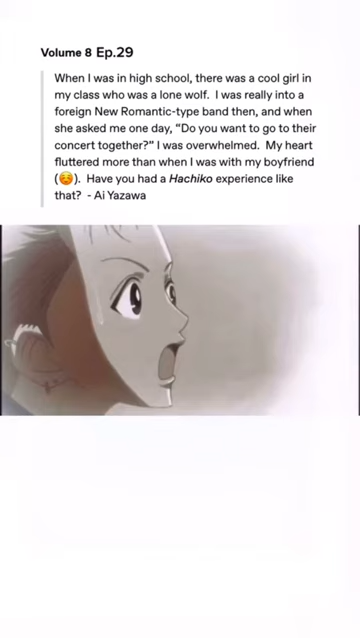 Volume 8 Ep.29
When I was in high school, there was a cool girl in
my class who was a lone wolf.  I was really into a
foreign New Romantic-type band then, and when
she asked me one day, “Do you want to go to their
concert together?” I was overwhelmed.  My heart
fluttered more than when I was with my boyfriend
(☺️).  Have you had a Hachiko experience like
that?  - Ai Yazawa